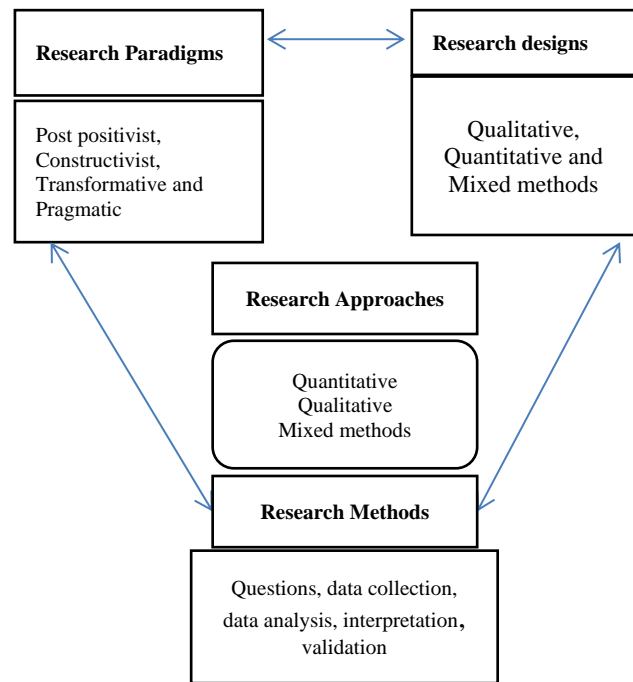 Research Paradigms
Post positivist,
Constructivist,
Transformative and
Pragmatic
Research designs
Qualitative,
Quantitative and
Mixed methods
Research Approaches
Quantitative
Qualitative
Mixed methods
Research Methods
Questions, data collection,
data analysis, interpretation,
validation